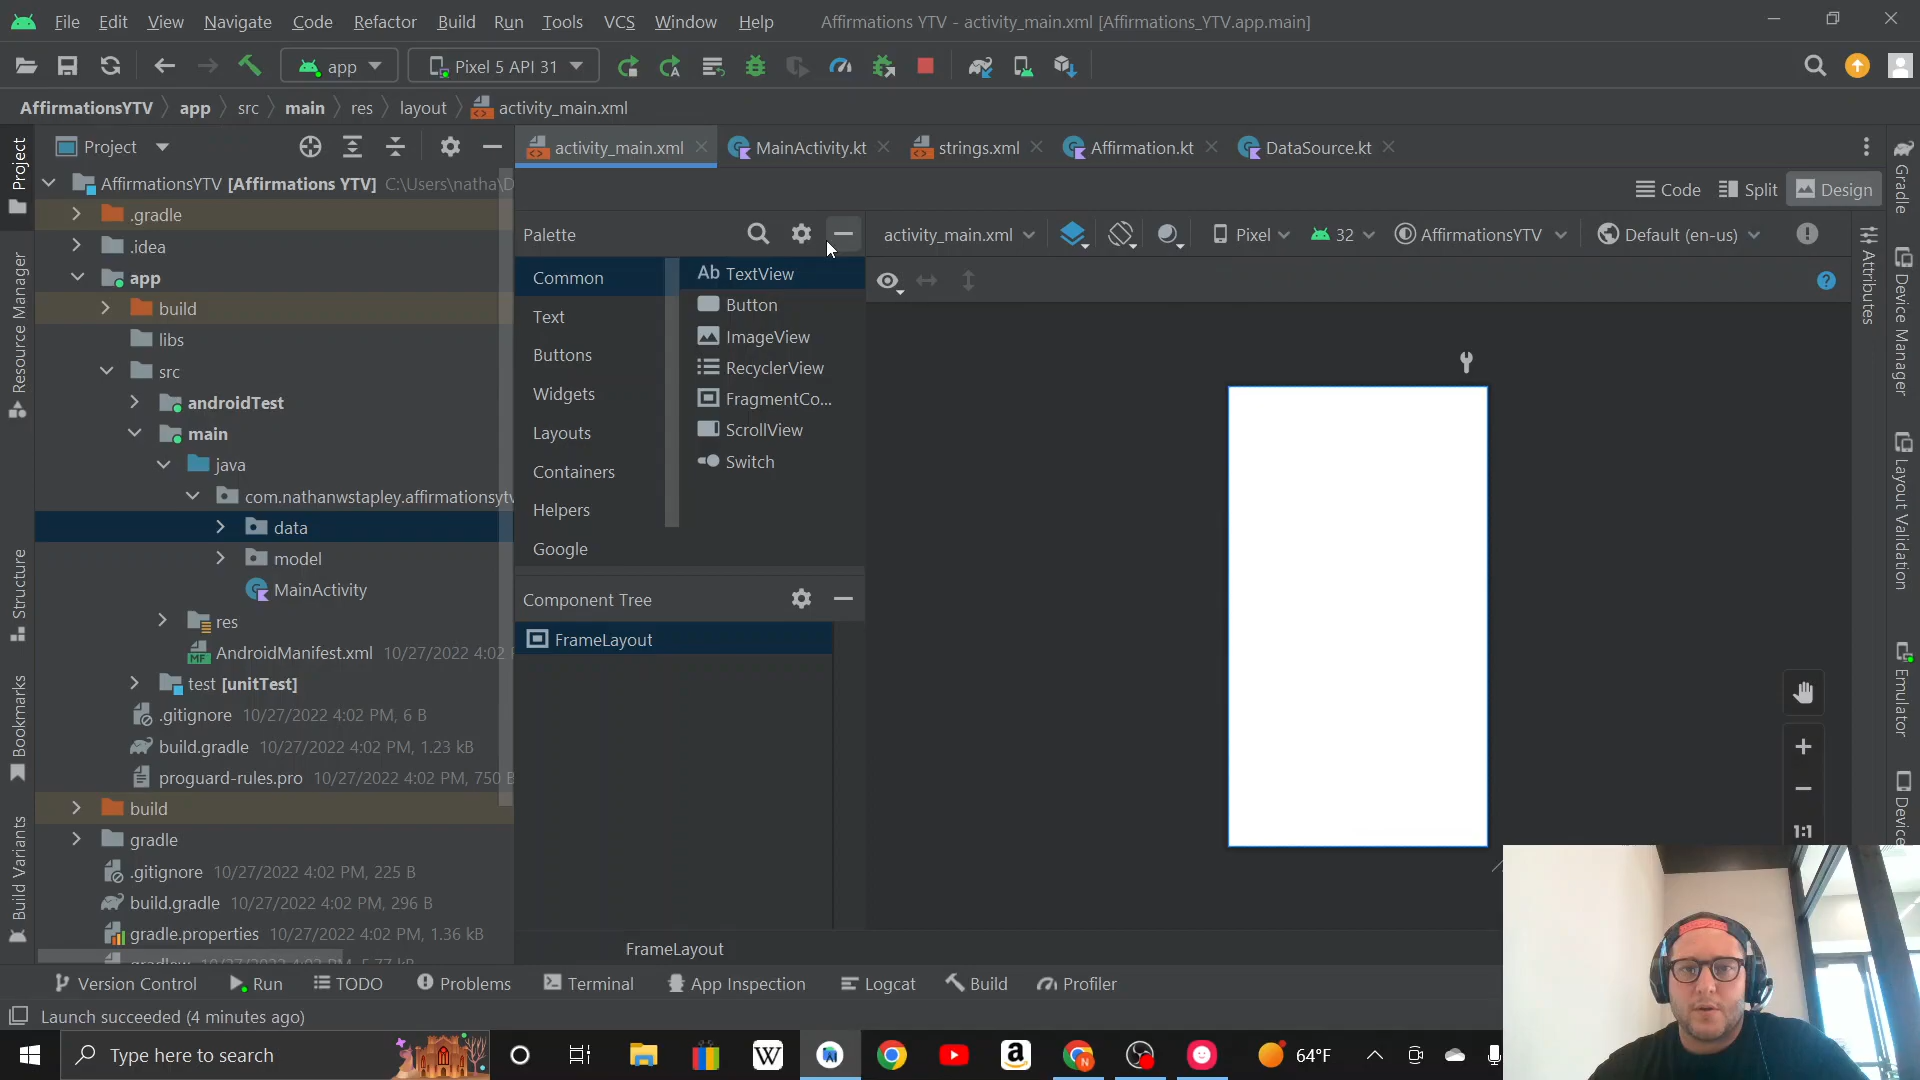 File Edit View Navigate Code Refactor Build Run Tools VCS Window Help Affirmations YTV - activity_main.xml [Affirmations_YTV.app.main]
app Pixel 5 API 31
AffirmationsYTV app src main res layout activity_main.xml
Project
activity_main.xml MainActivity.kt strings.xml Affirmation.kt DataSource.kt
Code Split Design
AffirmationsYTV [Affirmations YTV] C:\Users\natha\D
.gradle
.idea
app
build
libs
src
androidTest
main
java
com.nathanwstapley.affirmationsytv
data
model
MainActivity
res
AndroidManifest.xml 10/27/2022 4:02
test [unitTest]
.gitignore 10/27/2022 4:02 PM, 6 B
build.gradle 10/27/2022 4:02 PM, 1.23 kB
proguard-rules.pro 10/27/2022 4:02 PM, 750 B
build
gradle
.gitignore 10/27/2022 4:02 PM, 225 B
build.gradle 10/27/2022 4:02 PM, 296 B
gradle.properties 10/27/2022 4:02 PM, 1.36 kB
Palette
Common
Text
Buttons
Widgets
Layouts
Containers
Helpers
Google
Ab TextView
Button
ImageView
RecyclerView
FragmentCo...
ScrollView
Switch
Component Tree
FrameLayout
activity_main.xml Pixel 32 AffirmationsYTV Default (en-us)
1:1
FrameLayout
Project
Resource Manager
Structure
Bookmarks
Build Variants
Gradle
Attributes
Device Manager
Layout Validation
Emulator
Device
Version Control Run TODO Problems Terminal App Inspection Logcat Build Profiler
Launch succeeded (4 minutes ago)
Type here to search
64°F